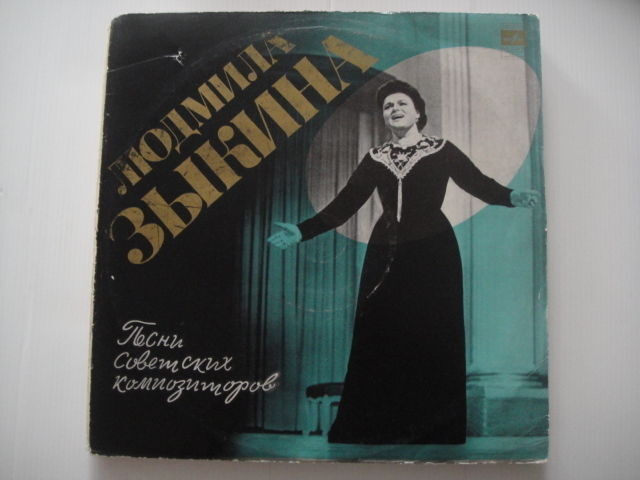 ЛЮДМИЛА
ЗЫКИНА
Песни
советских
композиторов